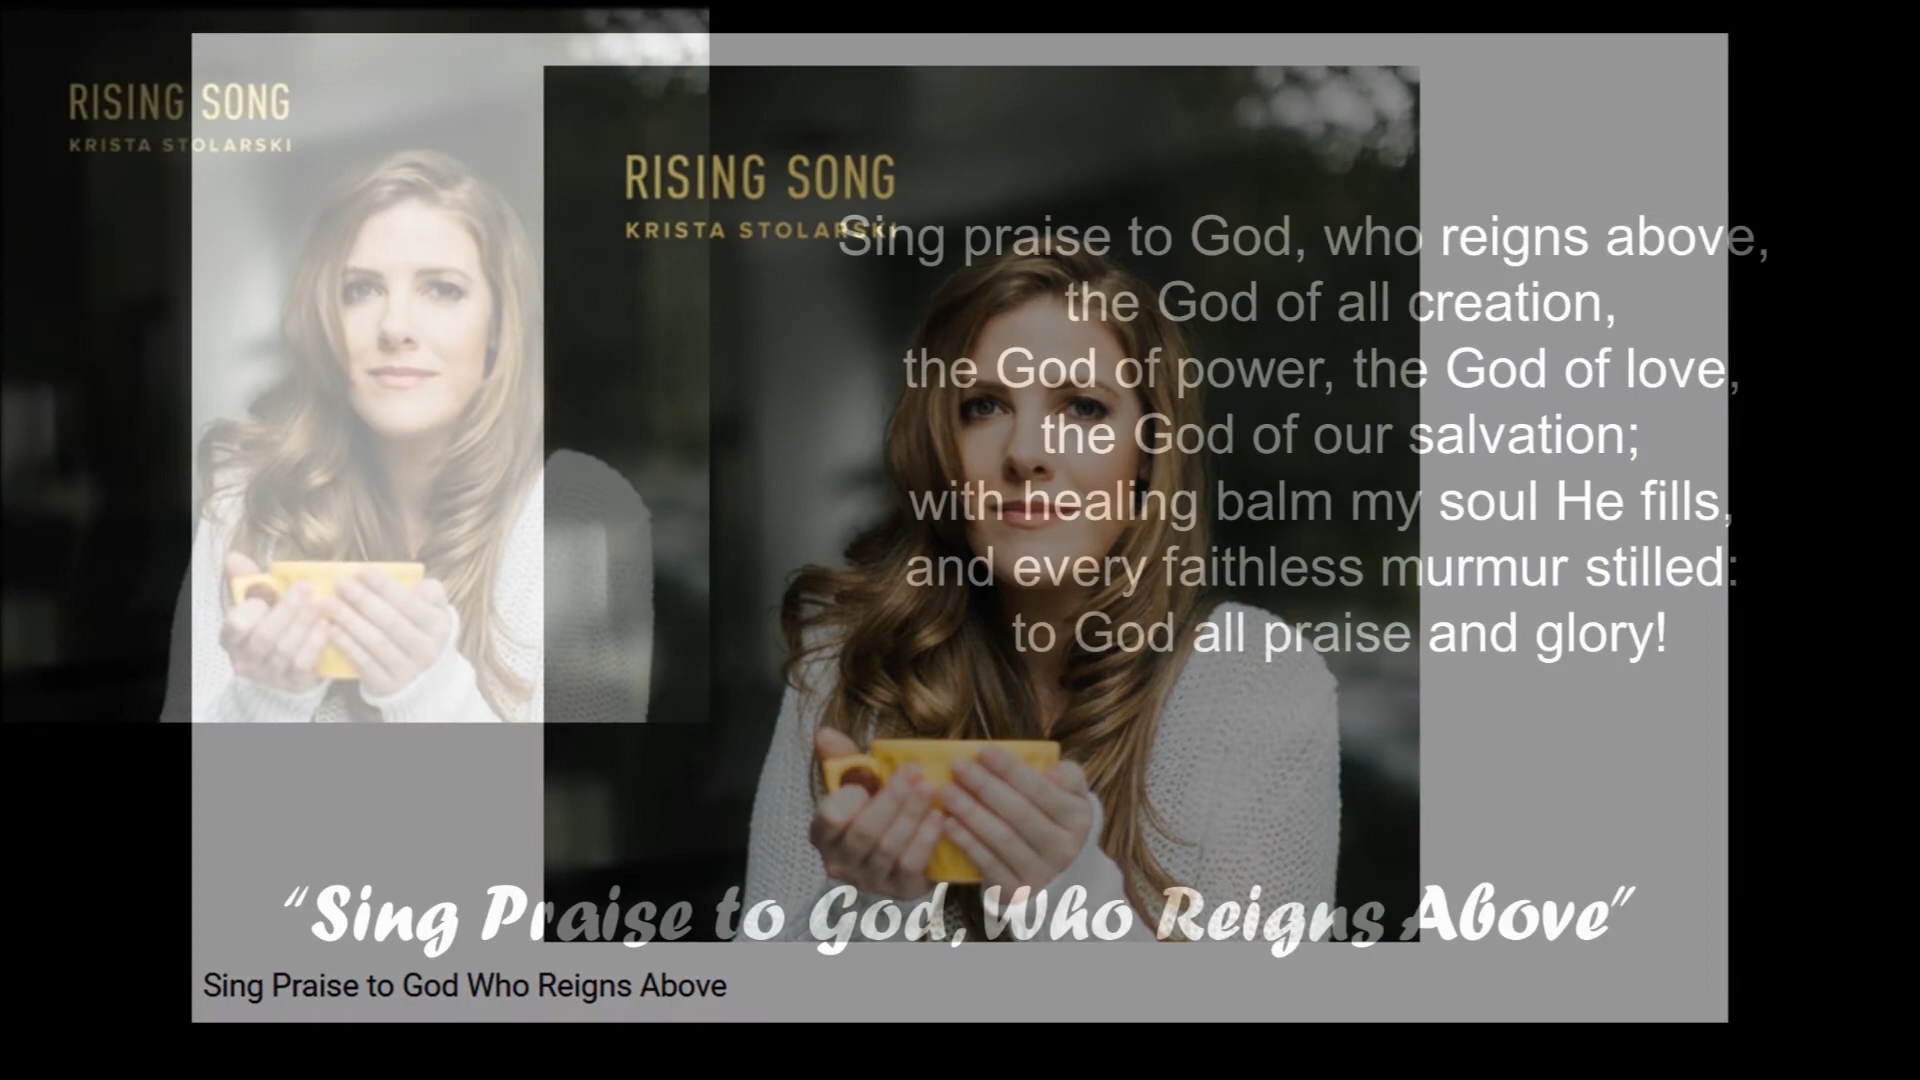 RISING SONG
KRISTA STOLARSKI
RISING SONG
KRISTA STOLARSKI
Sing praise to God, who reigns above,
the God of all creation,
the God of power, the God of love,
the God of our salvation;
with healing balm my soul He fills,
and every faithless murmur stilled:
to God all praise and glory!
“Sing Praise to God, Who Reigns Above”
Sing Praise to God Who Reigns Above